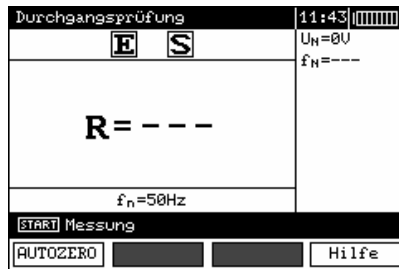 Durchgangsprüfung 11:43
E S
U_N=0V
f_N=---
R=---
f_n=50Hz
START Messung
AUTOZERO Hilfe